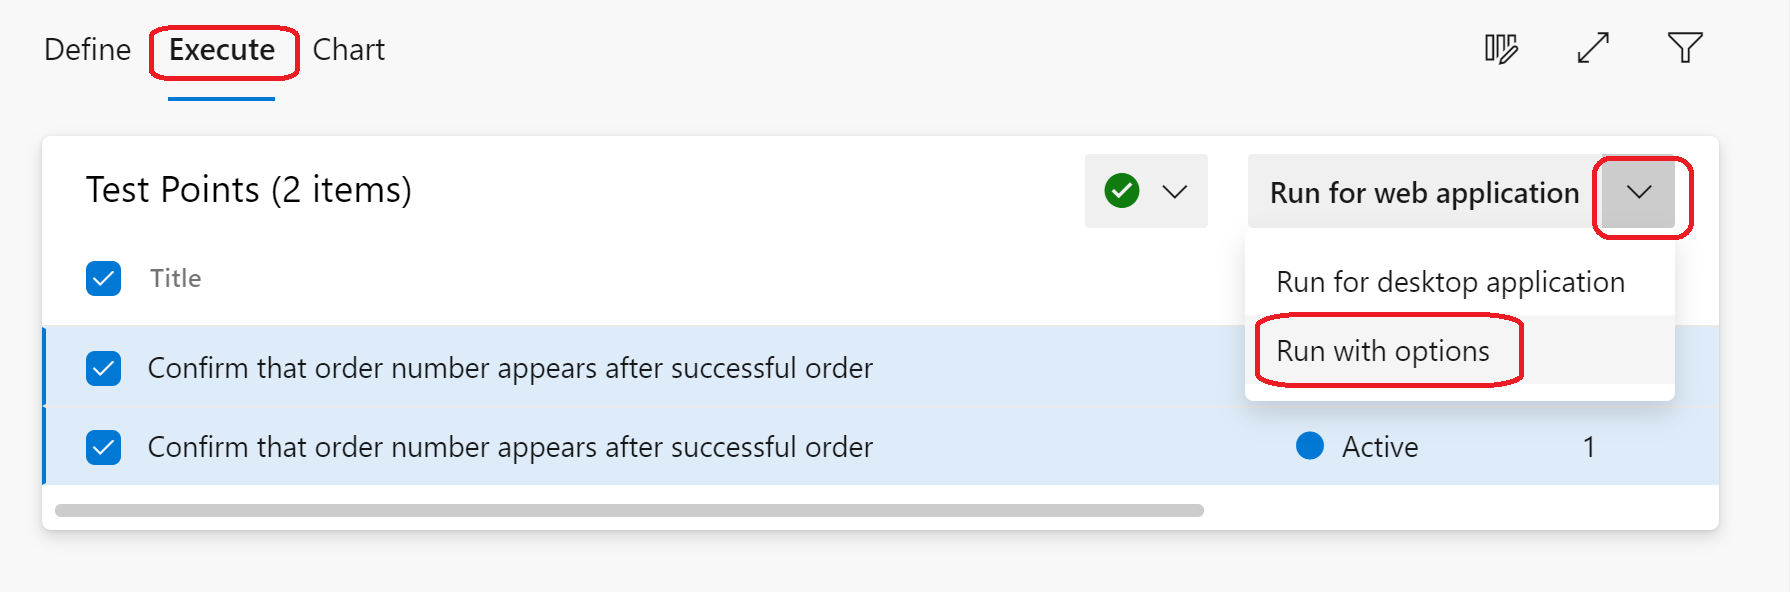 Define Execute Chart
Test Points (2 items)
Run for web application
Title
Run for desktop application
Run with options
Confirm that order number appears after successful order
Confirm that order number appears after successful order Active 1